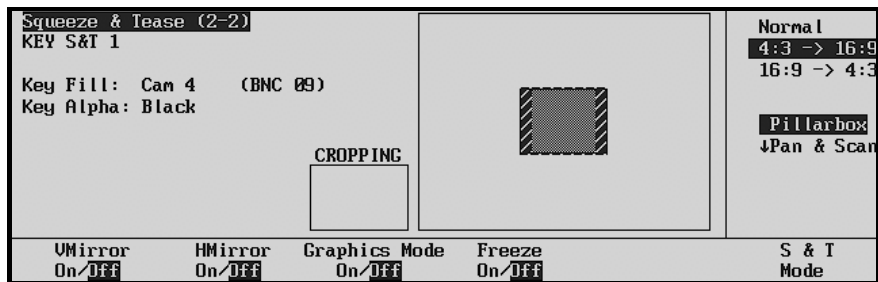 Squeeze & Tease (2-2)
KEY S&T 1
Key Fill: Cam 4 (BNC 09)
Key Alpha: Black
CROPPING
Normal
4:3 -> 16:9
16:9 -> 4:3
Pillarbox
↓Pan & Scan
VMirror HMirror Graphics Mode Freeze S & T
On/Off On/Off On/Off On/Off Mode